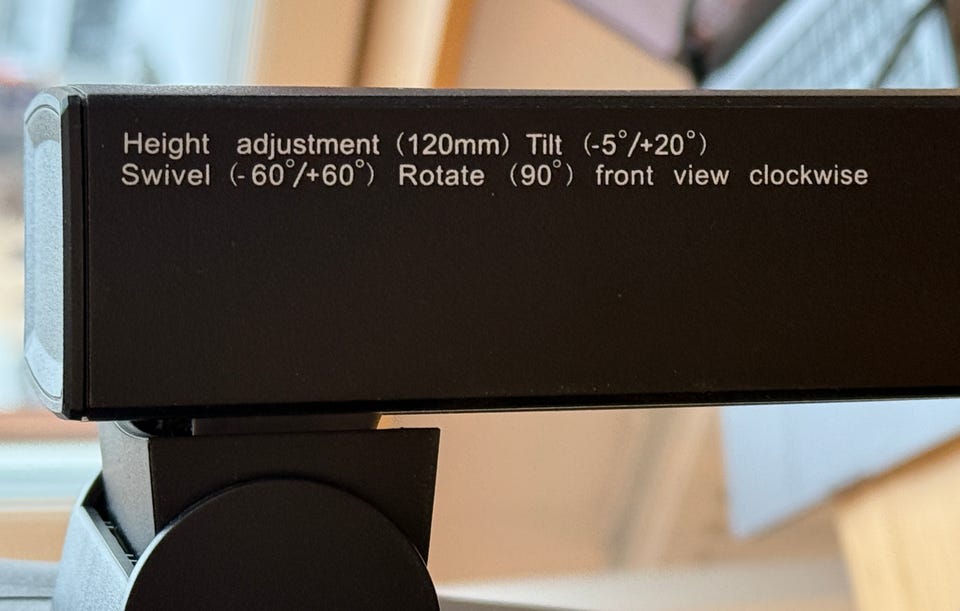 Height adjustment (120mm) Tilt (-5°/+20°)
Swivel (-60°/+60°) Rotate (90°) front view clockwise